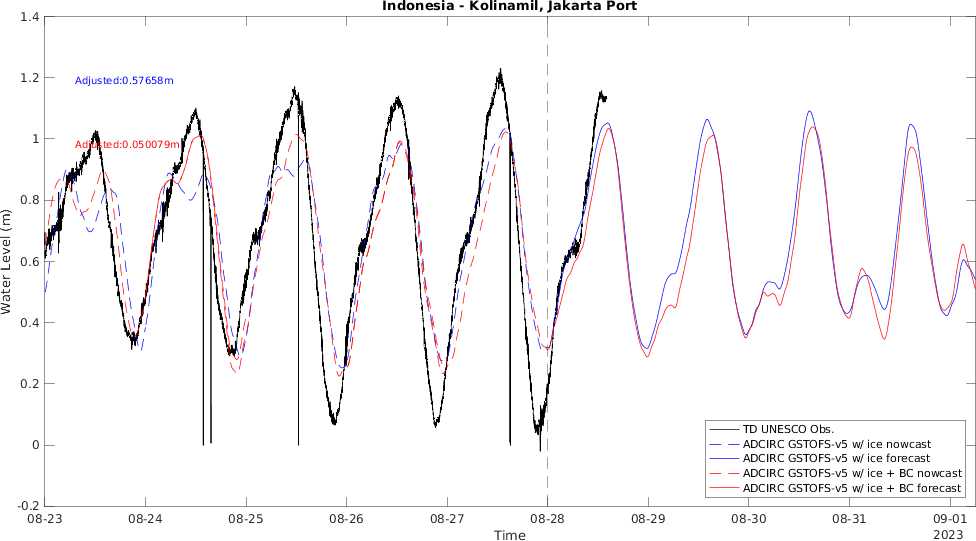 Indonesia - Kolinamil, Jakarta Port
1.4
1.2
1
0.8
0.6
0.4
0.2
0
-0.2
Water Level (m)
Adjusted:0.57658m
Adjusted:0.050079m
TD UNESCO Obs.
ADCIRC GSTOFS-v5 w/ ice nowcast
ADCIRC GSTOFS-v5 w/ ice forecast
ADCIRC GSTOFS-v5 w/ ice + BC nowcast
ADCIRC GSTOFS-v5 w/ ice + BC forecast
08-23 08-24 08-25 08-26 08-27 08-28 08-29 08-30 08-31 09-01
2023
Time